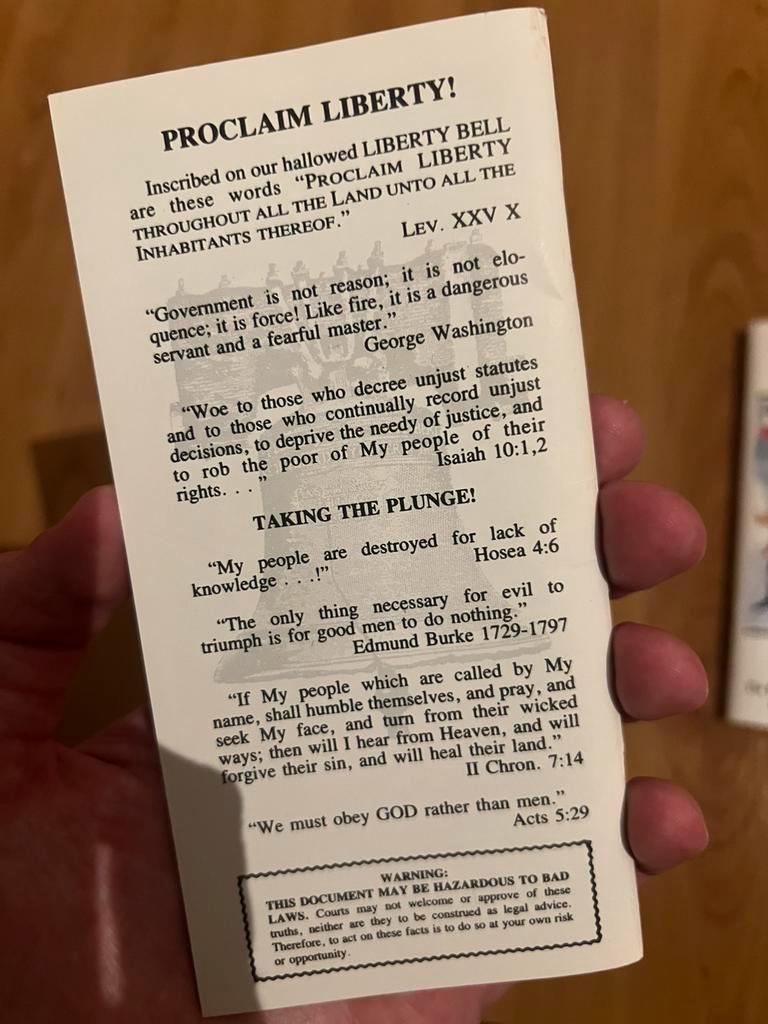 PROCLAIM LIBERTY!
Inscribed on our hallowed LIBERTY BELL
are these words “PROCLAIM LIBERTY
THROUGHOUT ALL THE LAND UNTO ALL THE
INHABITANTS THEREOF.”
LEV. XXV X
“Government is not reason; it is not elo-
quence; it is force! Like fire, it is a dangerous
servant and a fearful master.”
George Washington
“Woe to those who decree unjust statutes
and to those who continually record unjust
decisions, to deprive the needy of justice, and
to rob the poor of My people of their
rights. . . ”
Isaiah 10:1,2
TAKING THE PLUNGE!
“My people are destroyed for lack of
knowledge . . .!”
Hosea 4:6
“The only thing necessary for evil to
triumph is for good men to do nothing.”
Edmund Burke 1729-1797
“If My people which are called by My
name, shall humble themselves, and pray, and
seek My face, and turn from their wicked
ways; then will I hear from Heaven, and will
forgive their sin, and will heal their land.”
II Chron. 7:14
“We must obey GOD rather than men.”
Acts 5:29
WARNING:
THIS DOCUMENT MAY BE HAZARDOUS TO BAD
LAWS. Courts may not welcome or approve of these
truths, neither are they to be construed as legal advice.
Therefore, to act on these facts is to do so at your own risk
or opportunity.